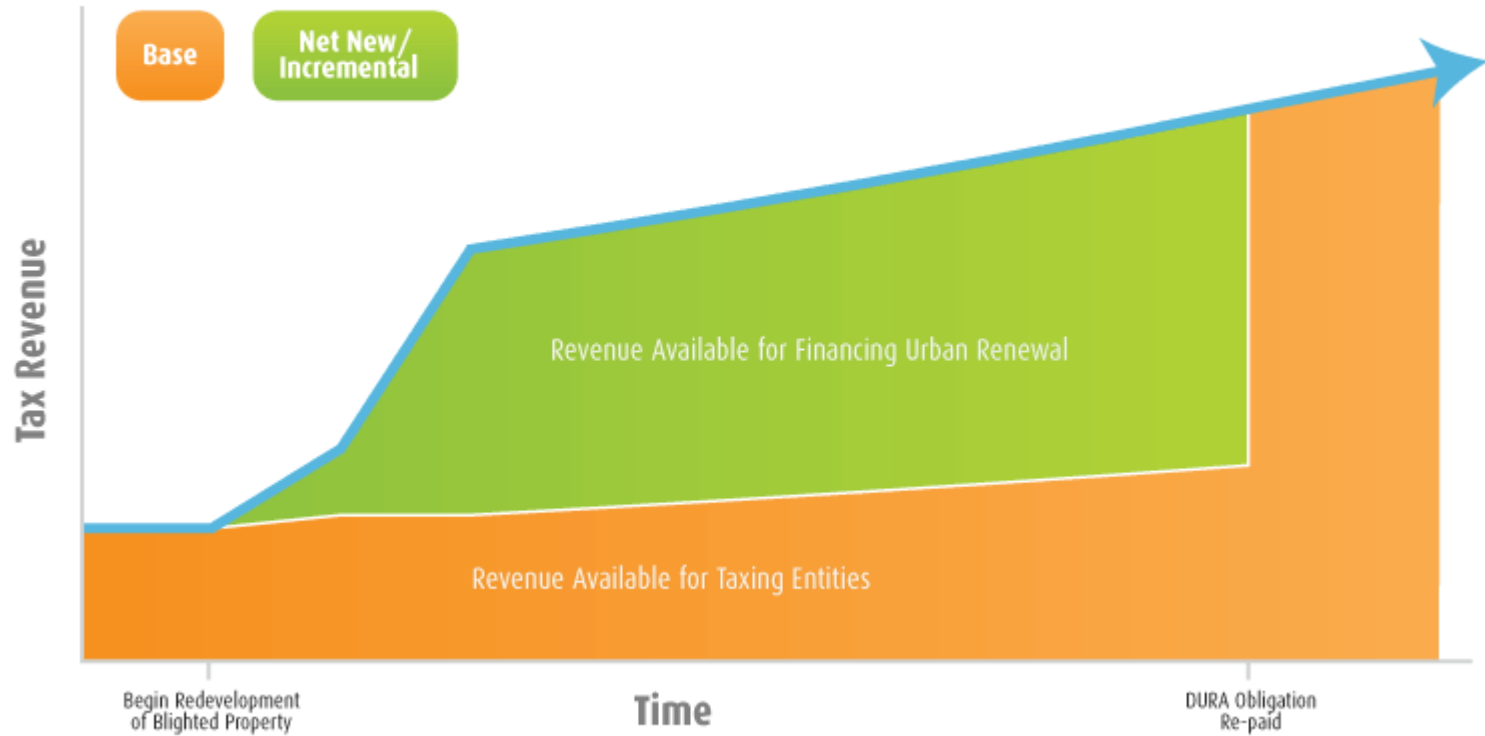 Base
Net New/
Incremental
Tax Revenue
Revenue Available for Financing Urban Renewal
Revenue Available for Taxing Entities
Begin Redevelopment
of Blighted Property
Time
DURA Obligation
Re-paid